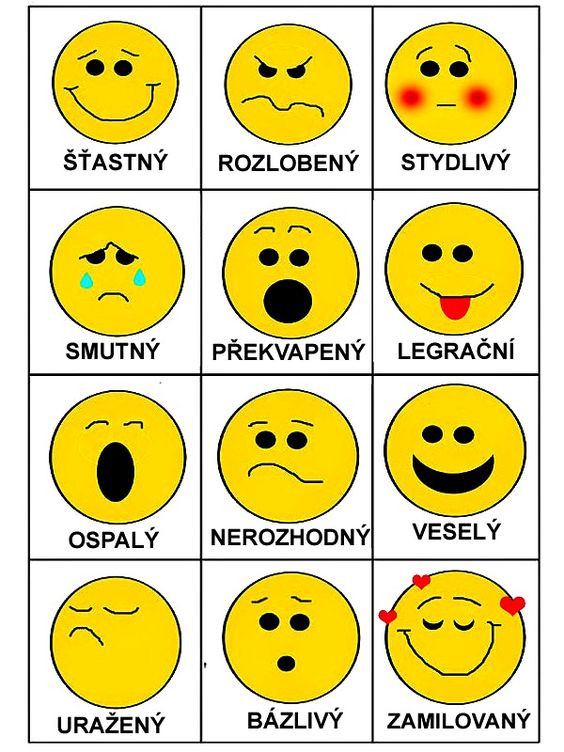 ŠŤASTNÝ
ROZLOBENÝ
STYDLIVÝ
SMUTNÝ
PŘEKVAPENÝ
LEGRAČNÍ
OSPALÝ
NEROZHODNÝ
VESELÝ
URAŽENÝ
BÁZLIVÝ
ZAMILOVANÝ